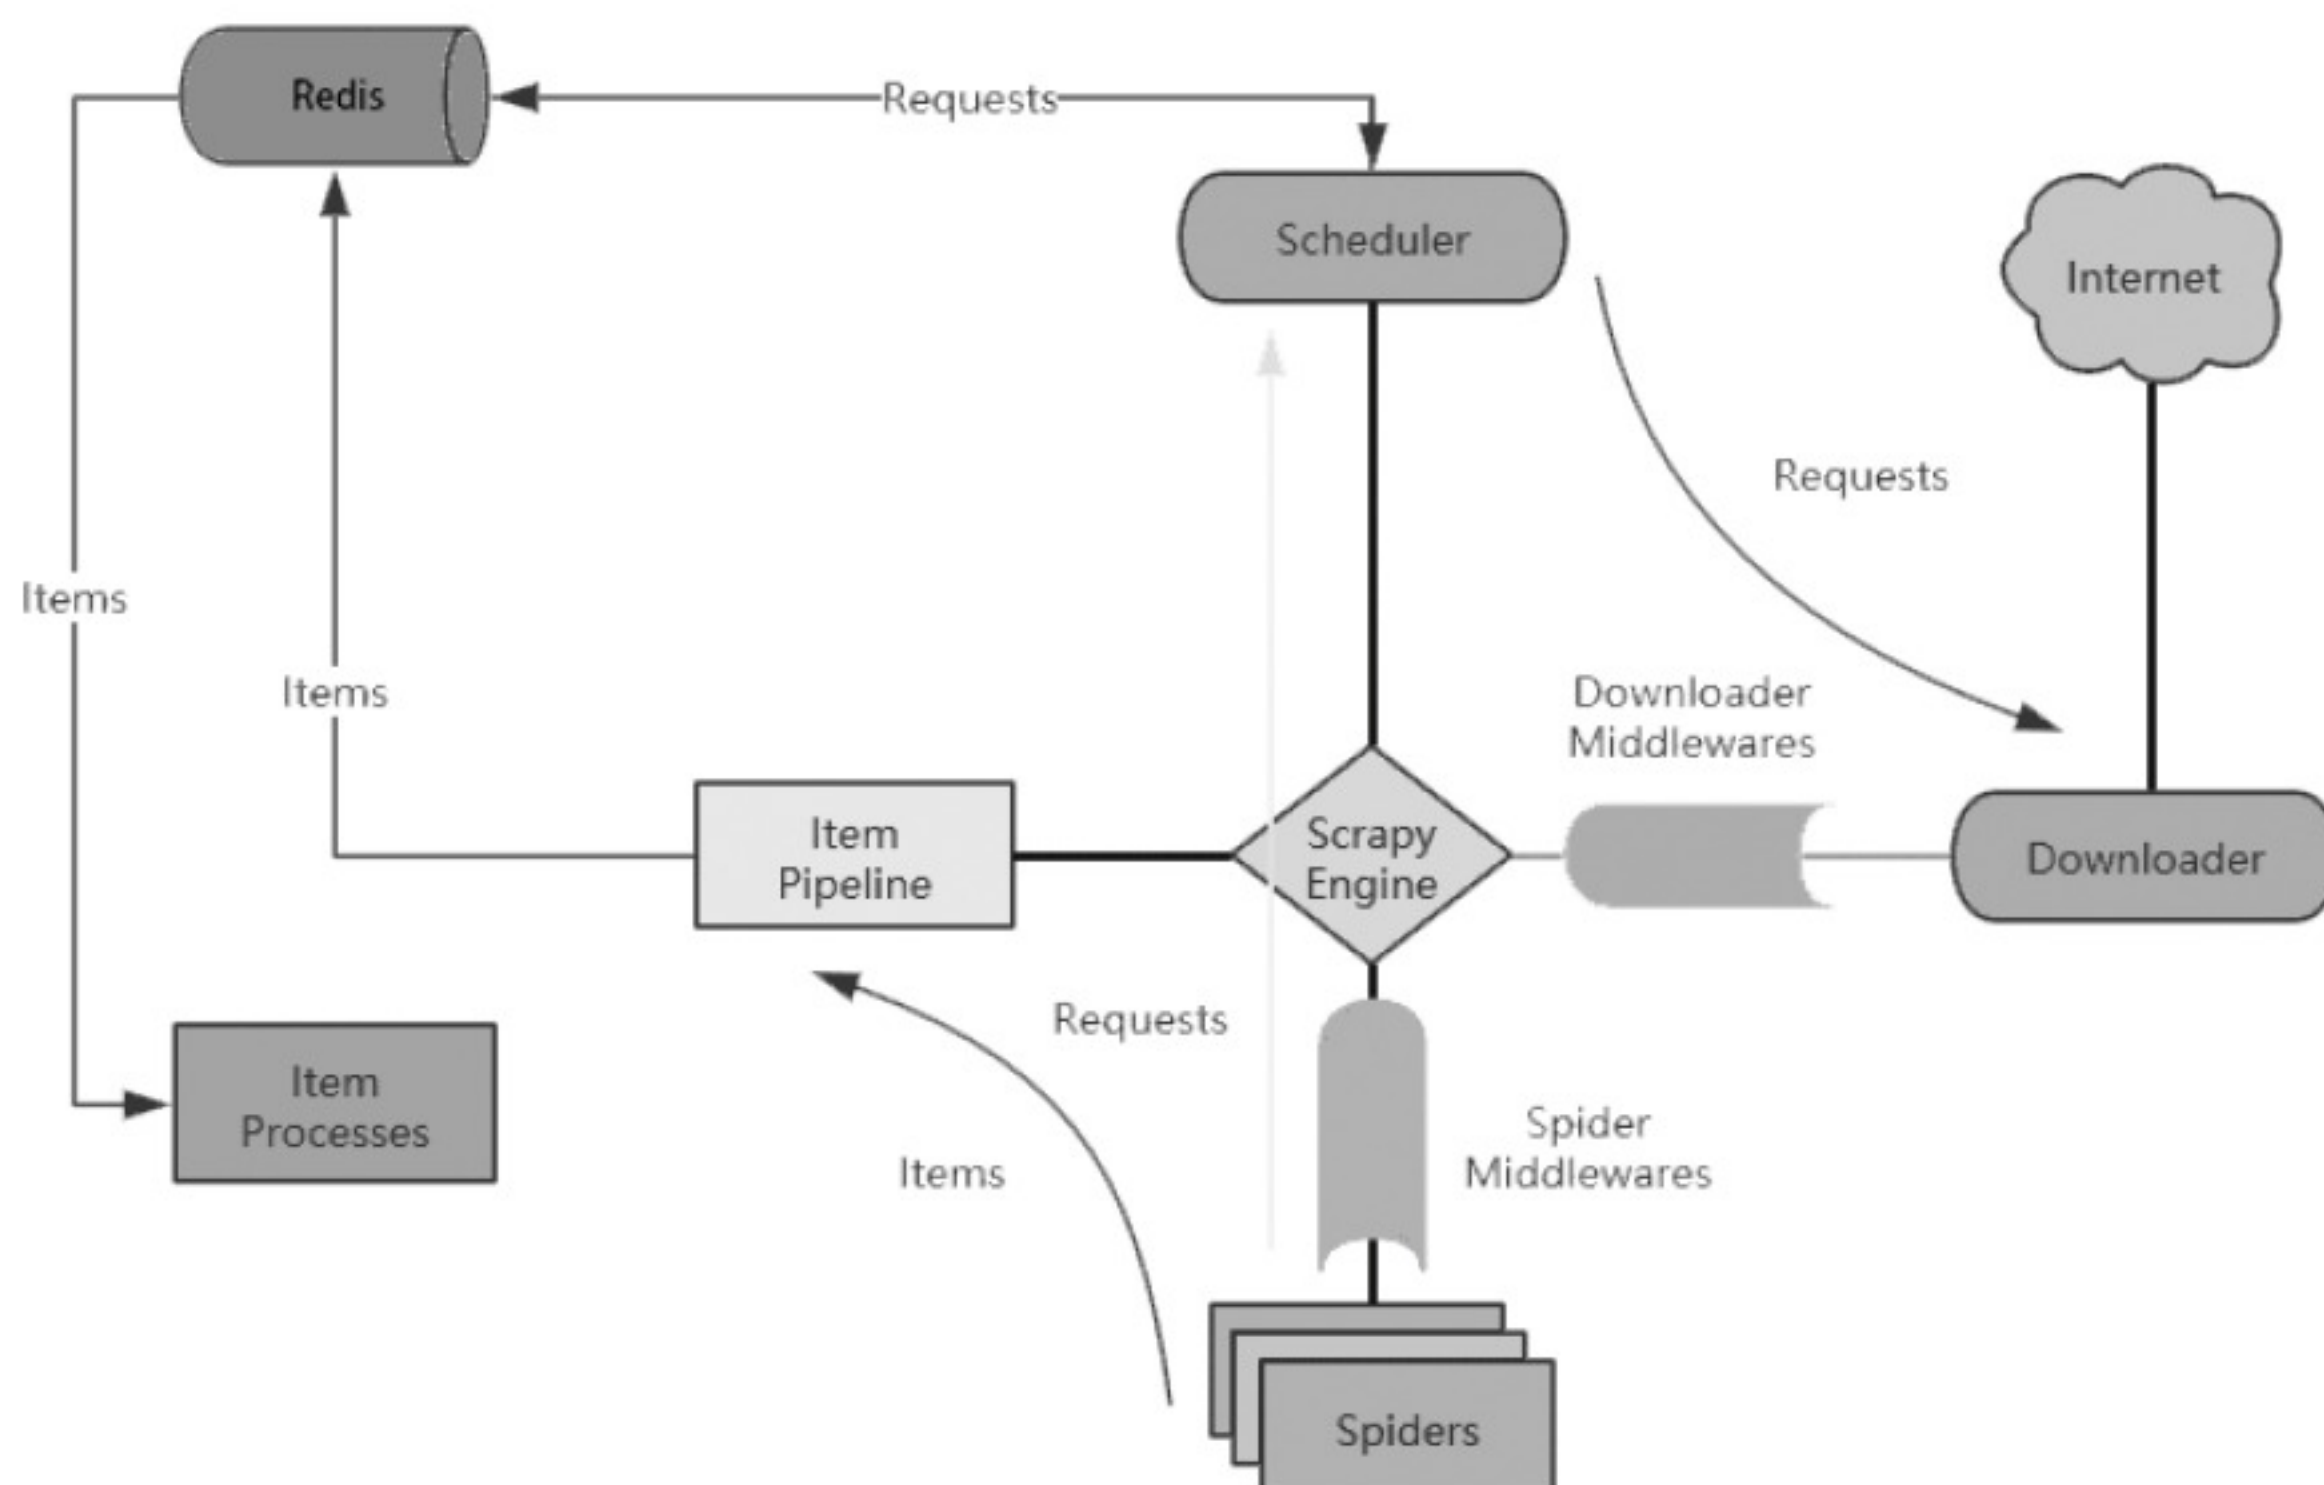 Redis
Requests
Scheduler
Internet
Requests
Items
Items
Downloader
Middlewares
Item
Pipeline
Scrapy
Engine
Downloader
Requests
Item
Processes
Items
Spider
Middlewares
Spiders